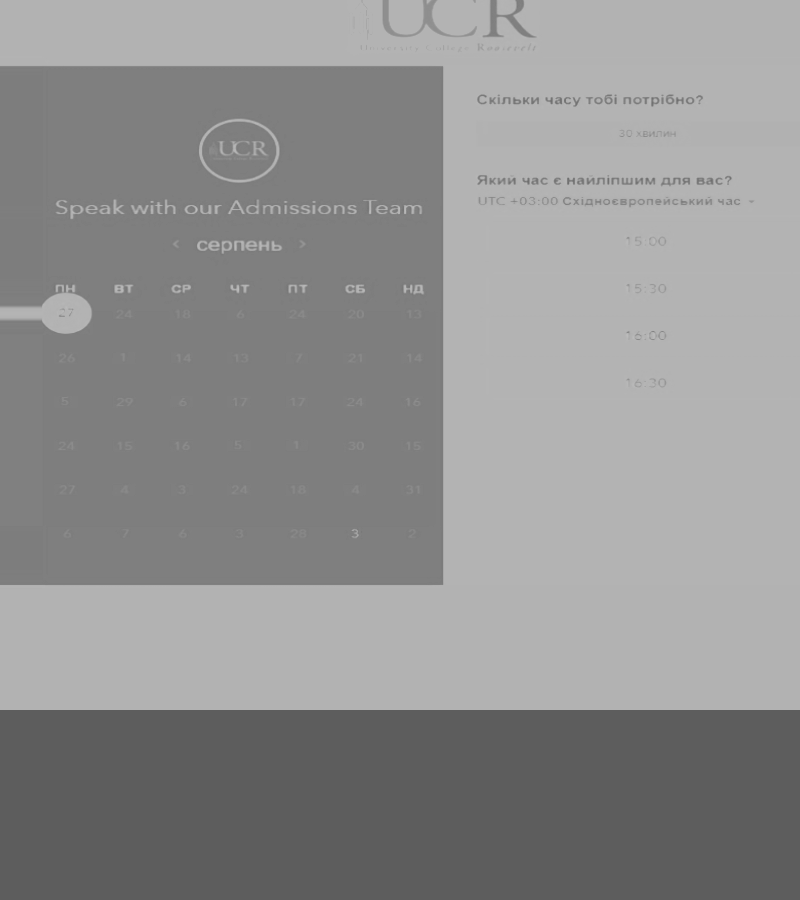 UCR
University College Roosevelt
UCR
Speak with our Admissions Team
< серпень >
ПН ВТ СР ЧТ ПТ СБ НД
27 24 18 6 24 20 13
26 1 14 13 7 21 14
5 29 6 17 17 24 16
24 15 16 5 1 30 15
27 4 3 24 18 4 31
6 7 6 3 28 3 2
Скільки часу тобі потрібно?
30 хвилин
Який час є найліпшим для вас?
UTC +03:00 Східноєвропейський час
15:00
15:30
16:00
16:30